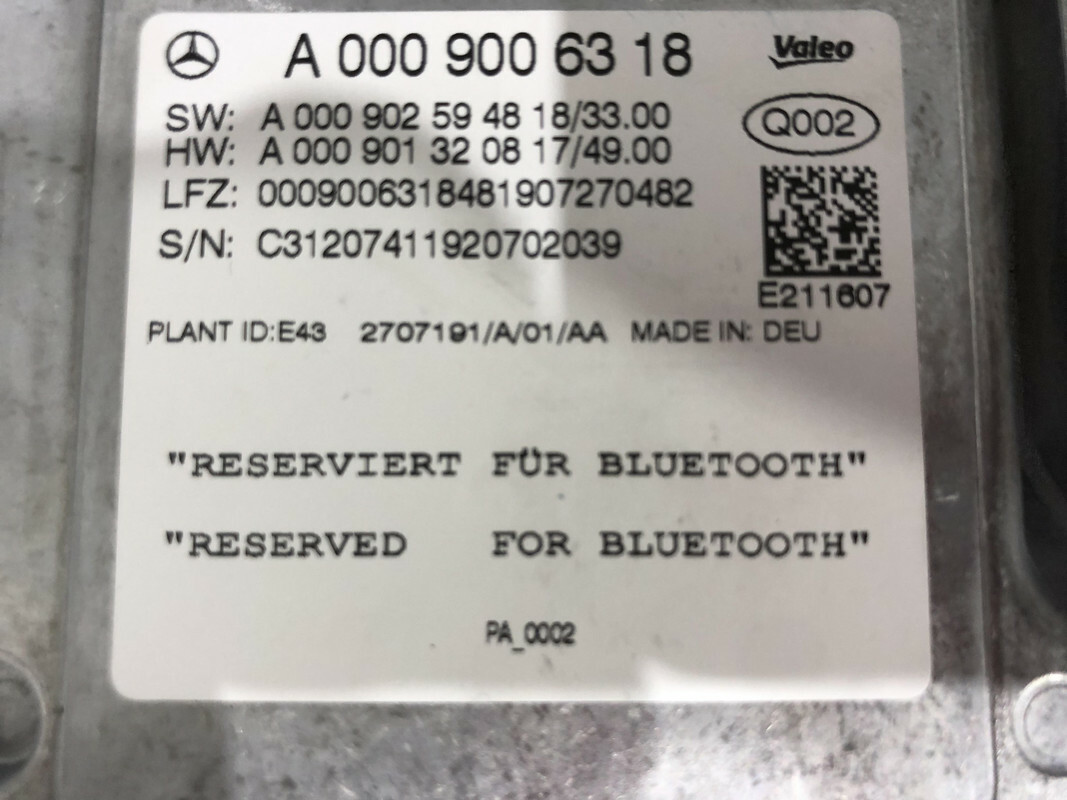 A 000 900 63 18 Valeo
SW: A 000 902 59 48 18/33.00
Q002
HW: A 000 901 32 08 17/49.00
LFZ: 0009006318481907270482
S/N: C31207411920702039
E211607
PLANT ID:E43 2707191/A/01/AA MADE IN: DEU
"RESERVIERT FÜR BLUETOOTH"
"RESERVED FOR BLUETOOTH"
PA_0002